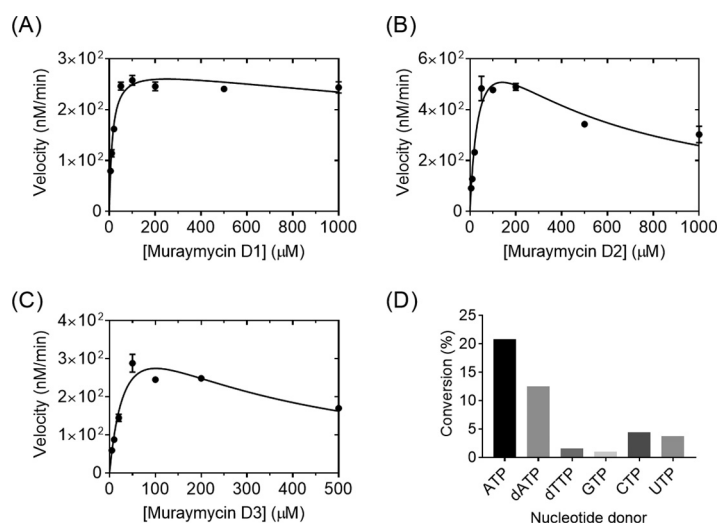 (A)
Velocity (nM/min)
3×10²
2×10²
1×10²
0
0 200 400 600 800 1000
[Muraymycin D1] (μM)
(B)
Velocity (nM/min)
6×10²
4×10²
2×10²
0
0 200 400 600 800 1000
[Muraymycin D2] (μM)
(C)
Velocity (nM/min)
4×10²
3×10²
2×10²
1×10²
0
0 100 200 300 400 500
[Muraymycin D3] (μM)
(D)
Conversion (%)
25
20
15
10
5
0
ATP dATP dTTP GTP CTP UTP
Nucleotide donor